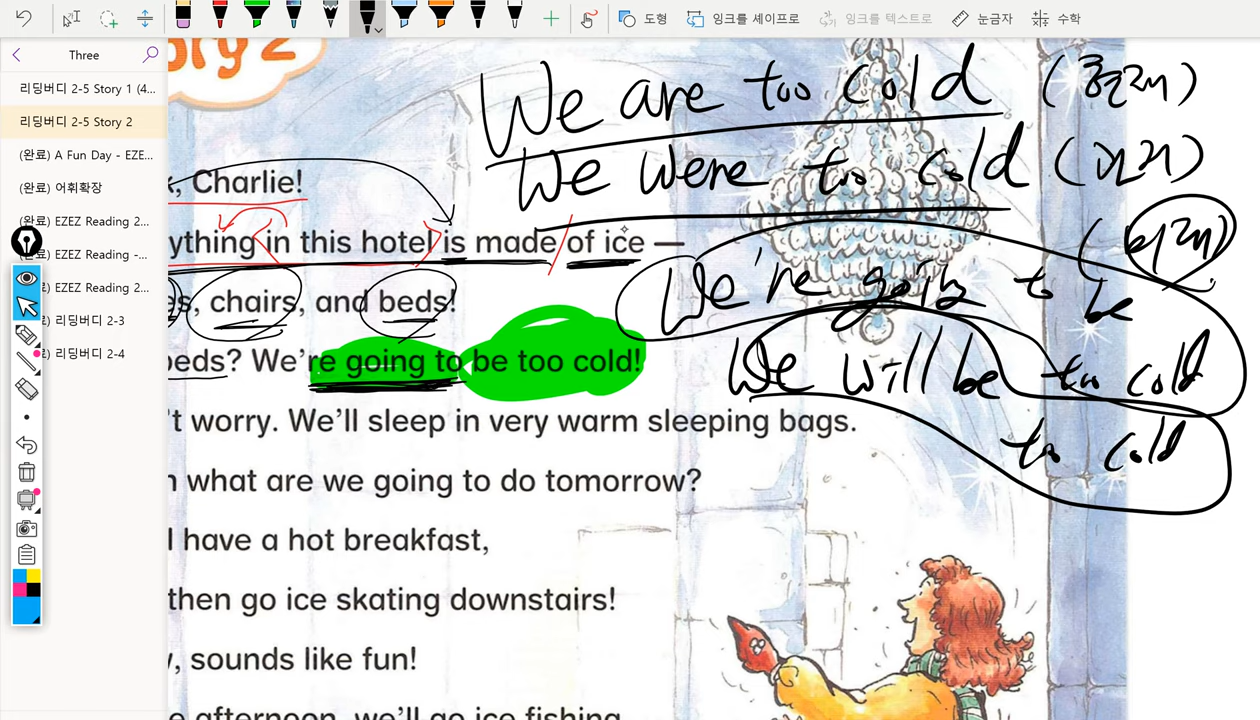 도형 잉크를 셰이프로 잉크를 텍스트로 눈금자 수학
Three
리딩버디 2-5 Story 1 (4...
리딩버디 2-5 Story 2
(완료) A Fun Day - EZE...
(완료) 어휘확장
(완료) EZEZ Reading 2...
EZEZ Reading -...
료) EZEZ Reading 2...
료) 리딩버디 2-3
료) 리딩버디 2-4
ory 2
We are too cold (현재)
We were too cold (과거)
(미래)
We're going to be
too cold
We will be
too cold
k, Charlie!
ything in this hotel is made of ice —
es, chairs, and beds!
beds? We're going to be too cold!
't worry. We'll sleep in very warm sleeping bags.
n what are we going to do tomorrow?
l have a hot breakfast,
then go ice skating downstairs!
y, sounds like fun!
e afternoon, we'll go ice fishing